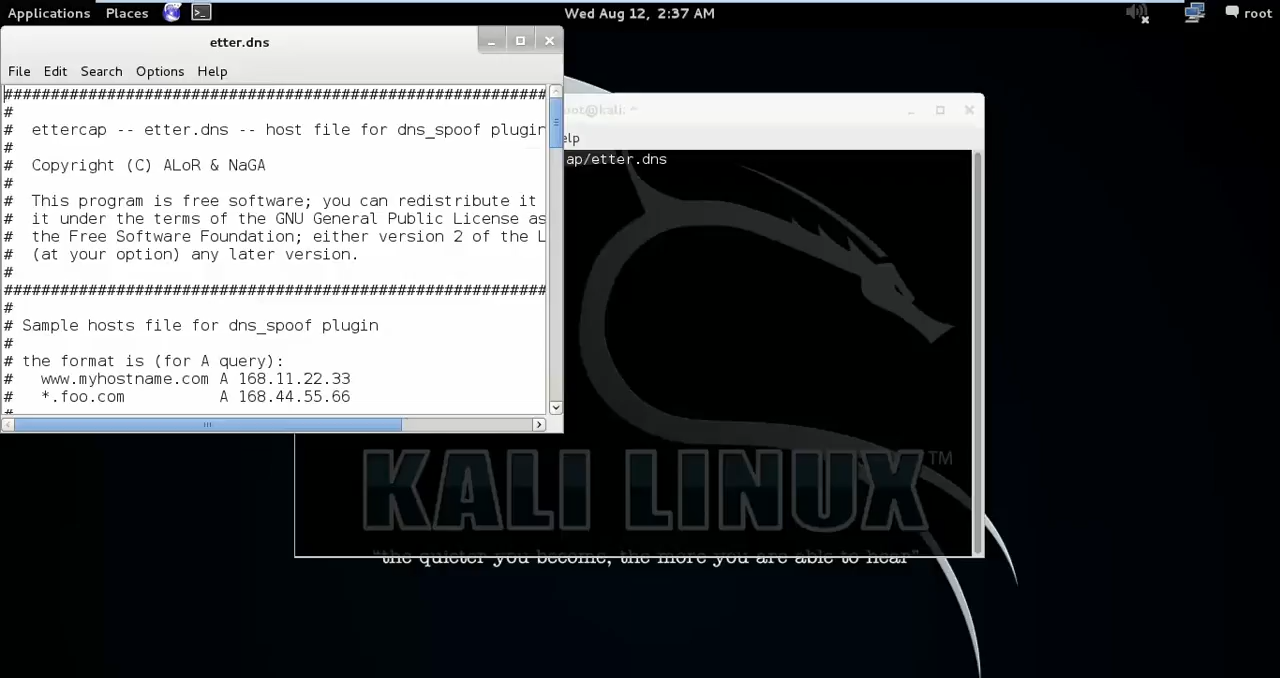 Applications Places Wed Aug 12, 2:37 AM root
etter.dns
File Edit Search Options Help
###########################################################
#
# ettercap -- etter.dns -- host file for dns_spoof plugin
#
# Copyright (C) ALoR & NaGA
#
# This program is free software; you can redistribute it
# it under the terms of the GNU General Public License as
# the Free Software Foundation; either version 2 of the L
# (at your option) any later version.
#
###########################################################
#
# Sample hosts file for dns_spoof plugin
#
# the format is (for A query):
# www.myhostname.com A 168.11.22.33
# *.foo.com A 168.44.55.66
#
root@kali: ~
elp
ap/etter.dns
KALI LINUX™
"the quieter you become, the more you are able to hear"